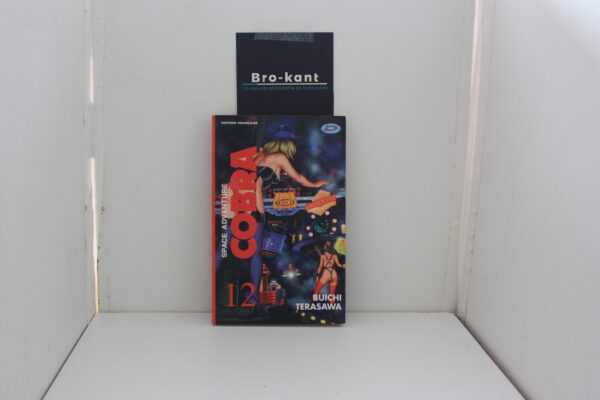 Bro-kant
SPACE ADVENTURE
COBRA
12
BUICHI
TERASAWA